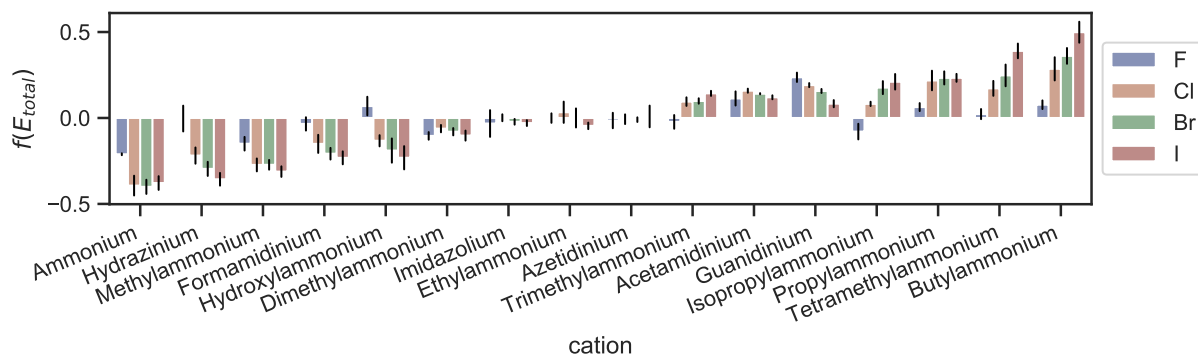 0.5
0.0
−0.5
f(E_total)
F
Cl
Br
I
Ammonium
Hydrazinium
Methylammonium
Formamidinium
Hydroxylammonium
Dimethylammonium
Imidazolium
Ethylammonium
Azetidinium
Trimethylammonium
Acetamidinium
Guanidinium
Isopropylammonium
Propylammonium
Tetramethylammonium
Butylammonium
cation